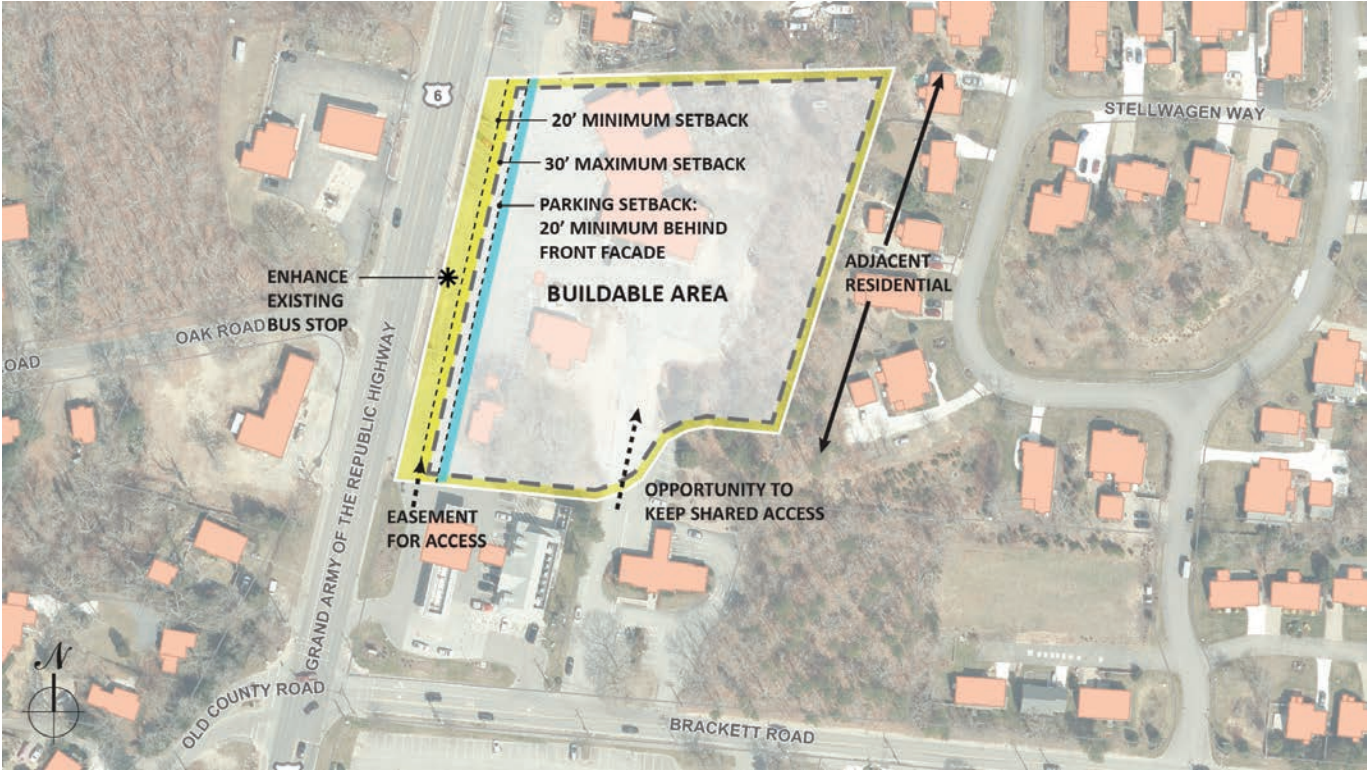 6
STELLWAGEN WAY
20' MINIMUM SETBACK
30' MAXIMUM SETBACK
PARKING SETBACK:
20' MINIMUM BEHIND
FRONT FACADE
ADJACENT
RESIDENTIAL
ENHANCE
EXISTING
BUS STOP
BUILDABLE AREA
OAK ROAD
OAD
GRAND ARMY OF THE REPUBLIC HIGHWAY
OPPORTUNITY TO
KEEP SHARED ACCESS
EASEMENT
FOR ACCESS
N
OLD COUNTY ROAD
BRACKETT ROAD